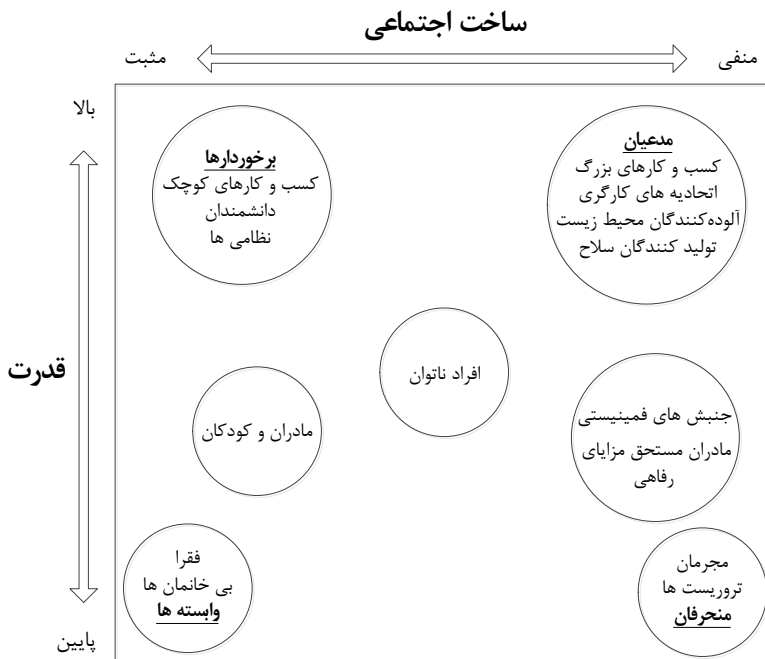 ساخت اجتماعی
منفی
مثبت
بالا
مدعیان
کسب و کارهای بزرگ
اتحادیه های کارگری
آلوده‌کنندگان محیط زیست
تولید کنندگان سلاح
برخوردارها
کسب و کارهای کوچک
دانشمندان
نظامی ها
قدرت
افراد ناتوان
جنبش های فمینیستی
مادران مستحق مزایای
رفاهی
مادران و کودکان
مجرمان
تروریست ها
منحرفان
فقرا
بی خانمان ها
وابسته ها
پایین